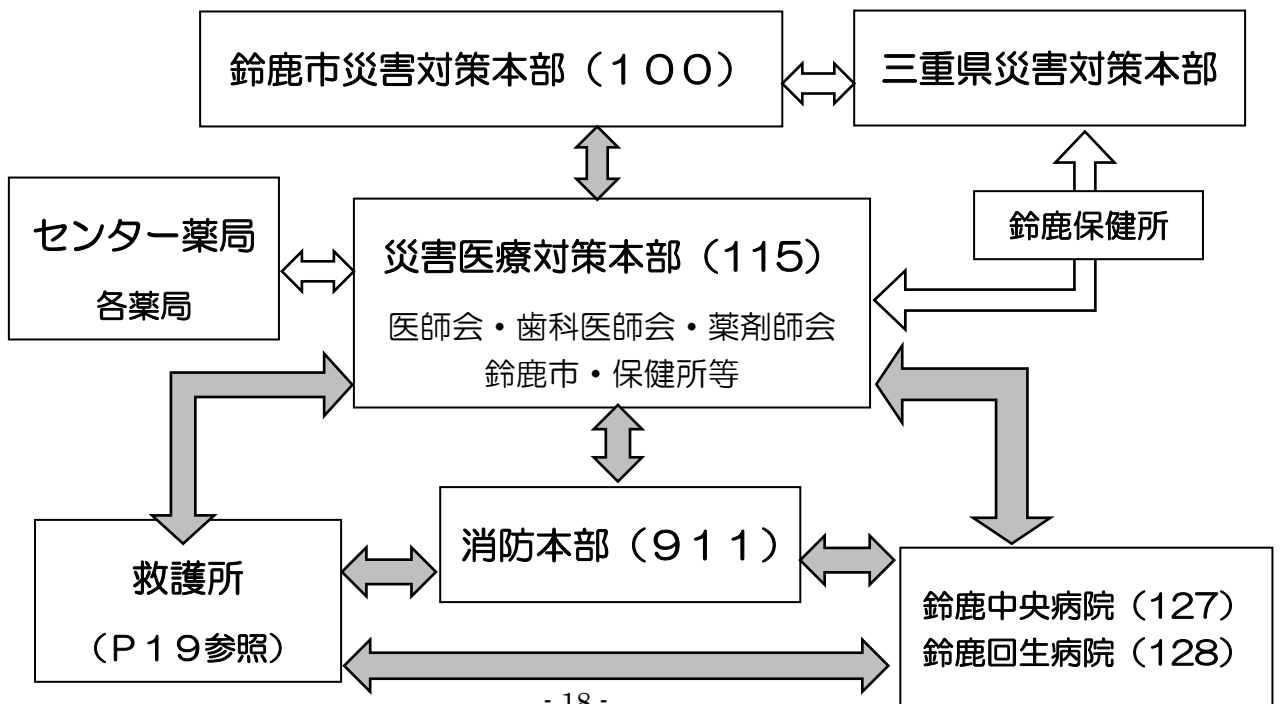 鈴鹿市災害対策本部（１００）
三重県災害対策本部
センター薬局
各薬局
鈴鹿保健所
災害医療対策本部（115）
医師会・歯科医師会・薬剤師会
鈴鹿市・保健所等
消防本部（９１１）
救護所
（Ｐ１９参照）
鈴鹿中央病院（127）
鈴鹿回生病院（128）
- 18 -